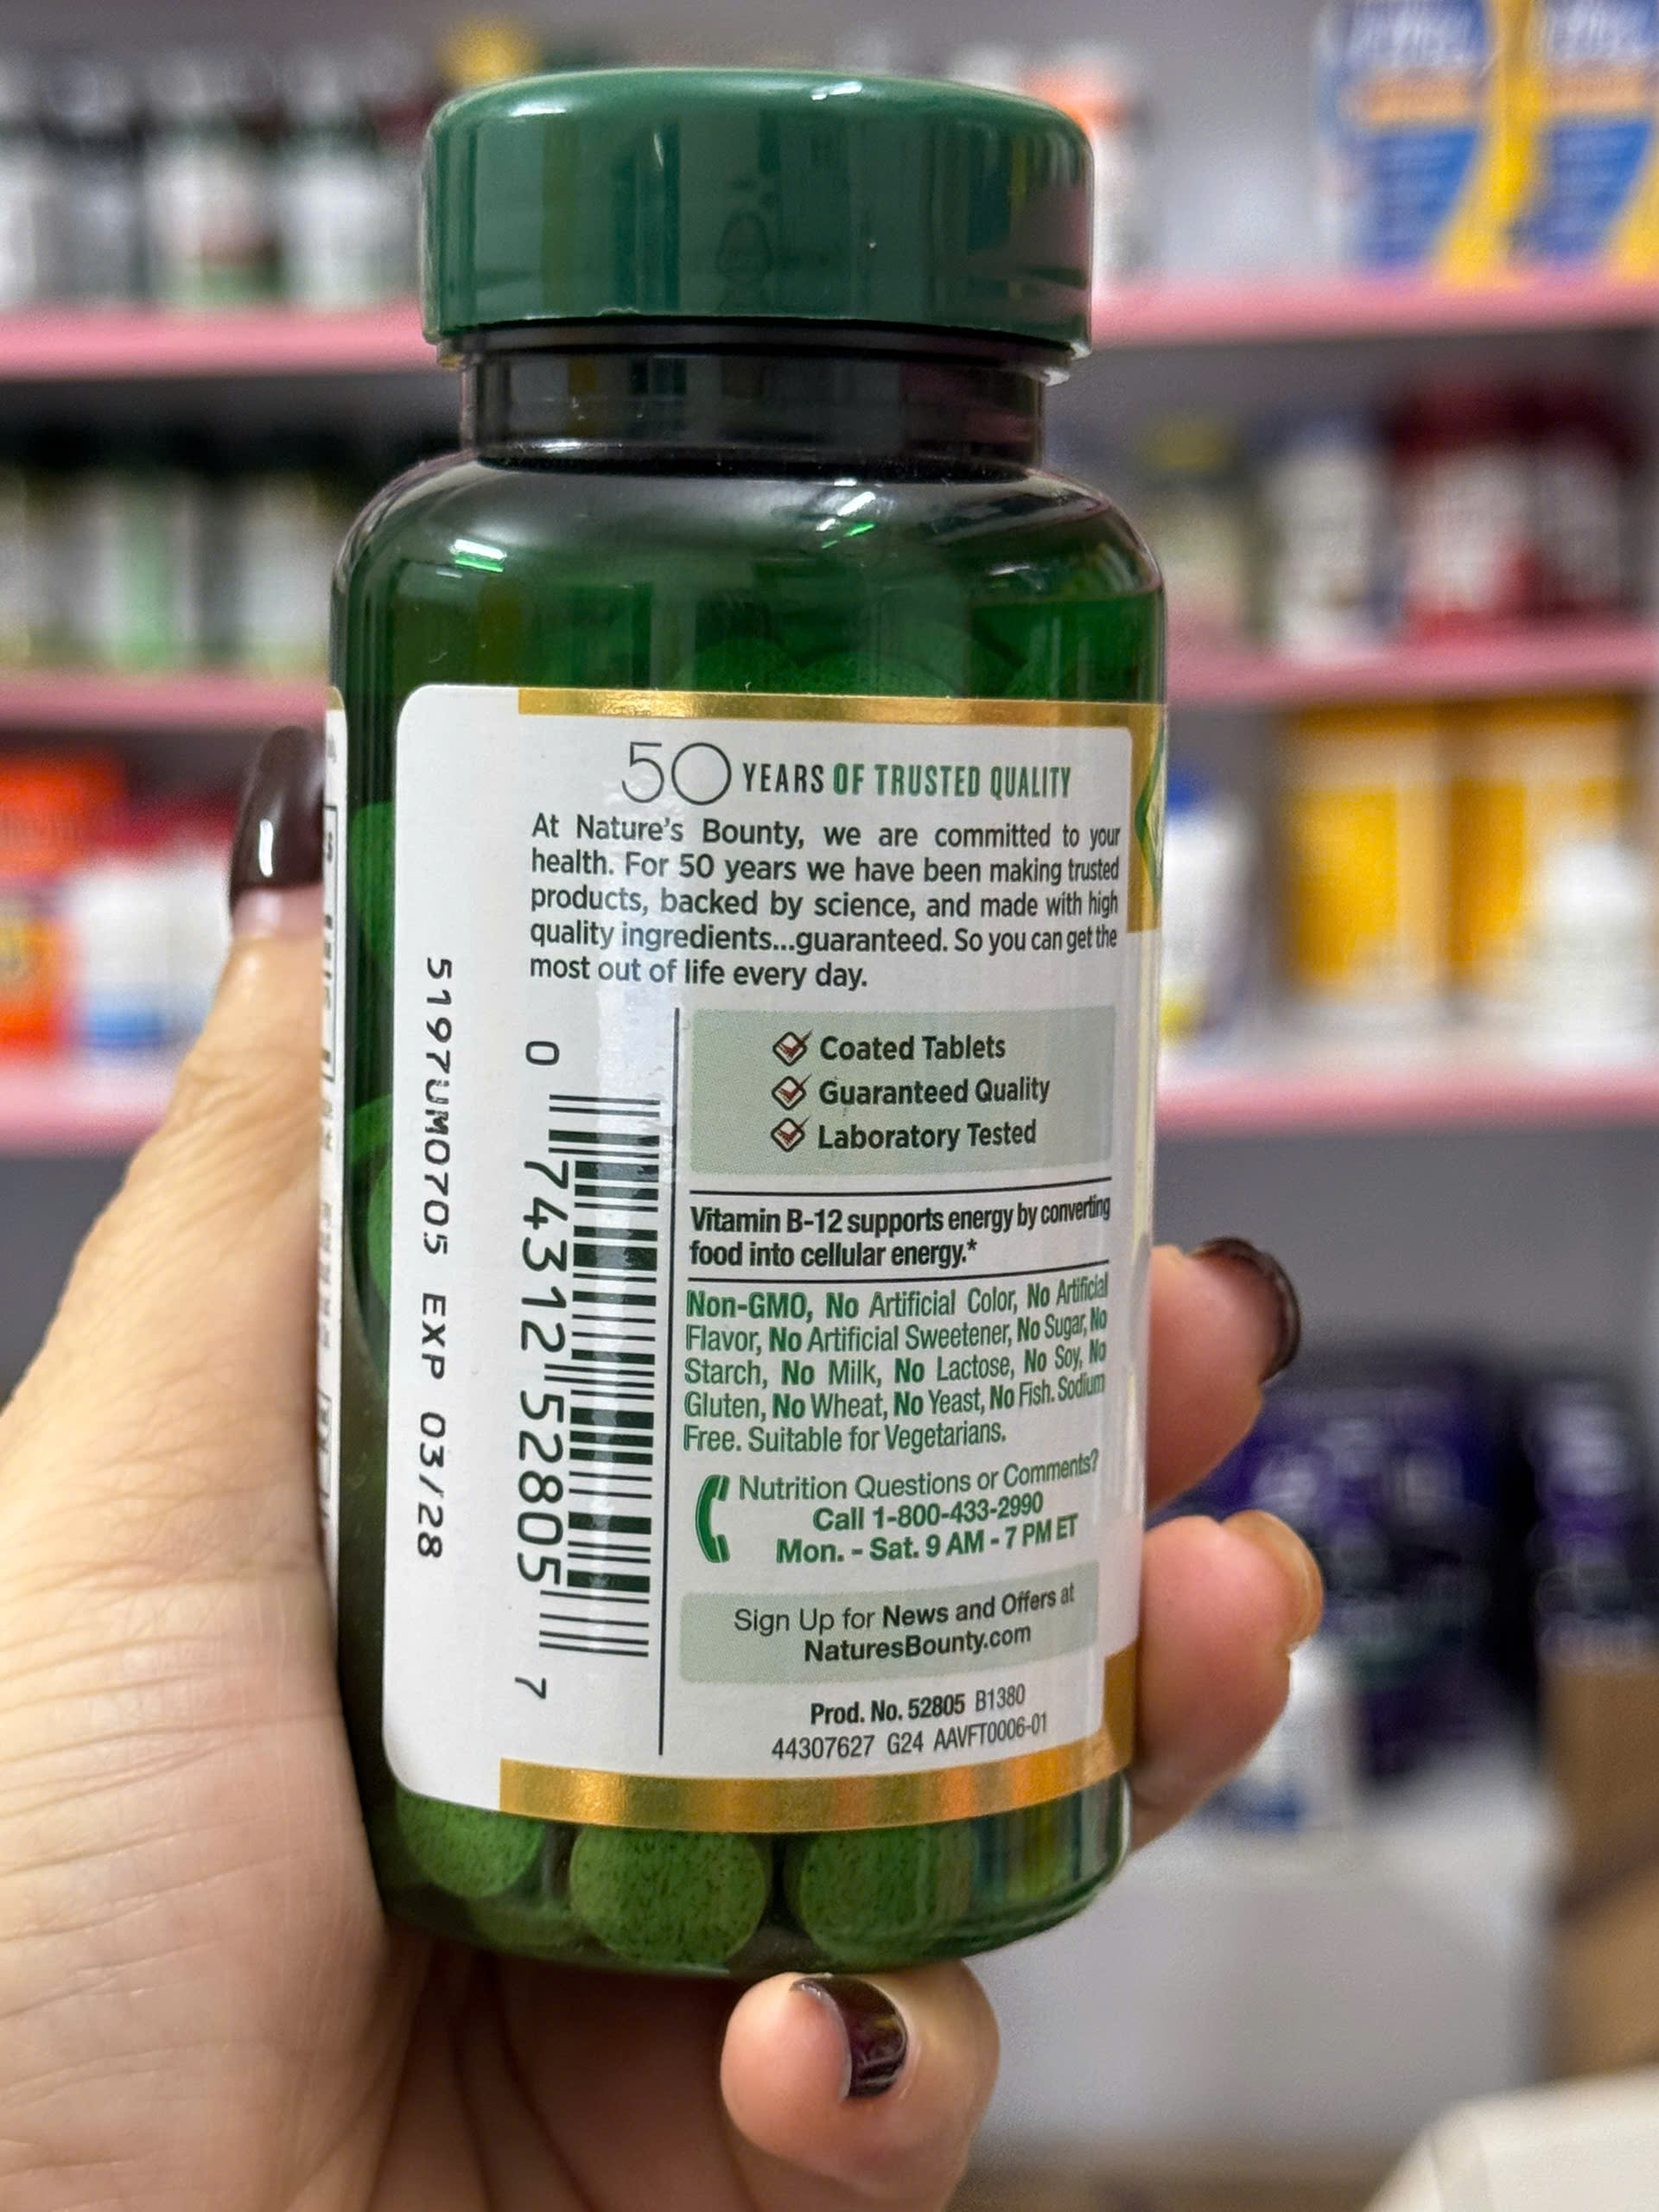 50 YEARS OF TRUSTED QUALITY
At Nature's Bounty, we are committed to your
health. For 50 years we have been making trusted
products, backed by science, and made with high
quality ingredients...guaranteed. So you can get the
most out of life every day.
Coated Tablets
Guaranteed Quality
Laboratory Tested
Vitamin B-12 supports energy by converting
food into cellular energy.*
Non-GMO, No Artificial Color, No Artificial
Flavor, No Artificial Sweetener, No Sugar, No
Starch, No Milk, No Lactose, No Soy, No
Gluten, No Wheat, No Yeast, No Fish. Sodium
Free. Suitable for Vegetarians.
Nutrition Questions or Comments?
Call 1-800-433-2990
Mon. - Sat. 9 AM - 7 PM ET
Sign Up for News and Offers at
NaturesBounty.com
Prod. No. 52805 B1380
44307627 G24 AAVFT0006-01
0 74312 52805 7
5197UM0705 EXP 03/28